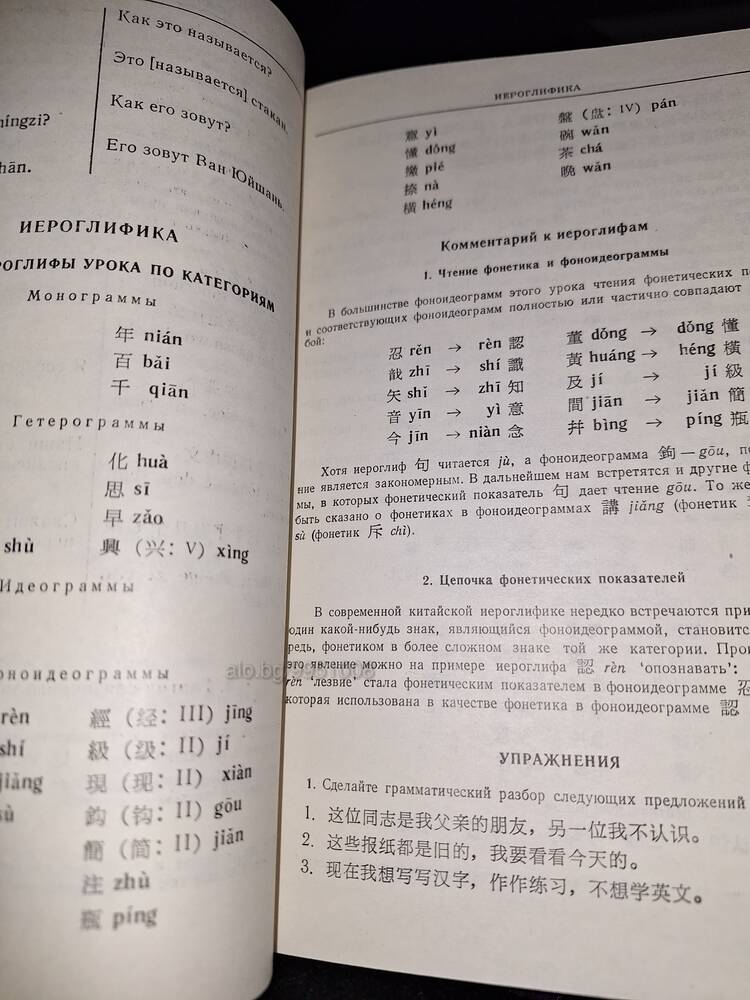 Как это называется?
Это [называется] стакан.
míngzi?
Как его зовут?
Его зовут Ван Юйшань.
hān.
ИЕРОГЛИФИКА
РОГЛИФЫ УРОКА ПО КАТЕГОРИЯМ
Монограммы
年 nián
百 bǎi
千 qiān
Гетерограммы
化 huà
思 sī
早 zǎo
shù 興 (兴: V) xìng
Идеограммы
оноидеограммы
rèn 經 (经: III) jīng
shí 級 (级: II) jí
jiǎng 現 (现: II) xiàn
sù 鈎 (钩: II) gōu
簡 (简: II) jiǎn
注 zhù
瓶 píng
ИЕРОГЛИФИКА
意 yì 盤 (盘: IV) pán
懂 dǒng 碗 wǎn
撇 piě 茶 chá
捺 nà 晚 wǎn
橫 héng
Комментарий к иероглифам
1. Чтение фонетика и фоноидеограммы
В большинстве фоноидеограмм этого урока чтения фонетических по
и соответствующих фоноидеограмм полностью или частично совпадают
бой:
忍 rěn → rèn 認 董 dǒng → dǒng 懂
戠 zhī → shí 識 黃 huáng → héng 橫
矢 shǐ → zhī 知 及 jí → jí 級
音 yīn → yì 意 間 jiān → jiǎn 簡
今 jīn → niàn 念 幷 bìng → píng 瓶
Хотя иероглиф 句 читается jù, а фоноидеограмма 鉤 — gōu, по
ние является закономерным. В дальнейшем нам встретятся и другие ф
мы, в которых фонетический показатель 句 дает чтение gōu. То же
быть сказано о фонетиках в фоноидеограммах 講 jiǎng (фонетик
sù (фонетик 斥 chì).
2. Цепочка фонетических показателей
В современной китайской иероглифике нередко встречаются при
один какой-нибудь знак, являющийся фоноидеограммой, становится
редь, фонетиком в более сложном знаке той же категории. Прои
это явление можно на примере иероглифа 認 rèn ‘опознавать’:
rèn ‘лезвие’ стала фонетическим показателем в фоноидеограмме 忍
которая использована в качестве фонетика в фоноидеограмме 認
УПРАЖНЕНИЯ
1. Сделайте грамматический разбор следующих предложений
1. 这位同志是我父亲的朋友，另一位我不认识。
2. 这些报纸都是旧的，我要看看今天的。
3. 现在我想写写汉字，作作练习，不想学英文。